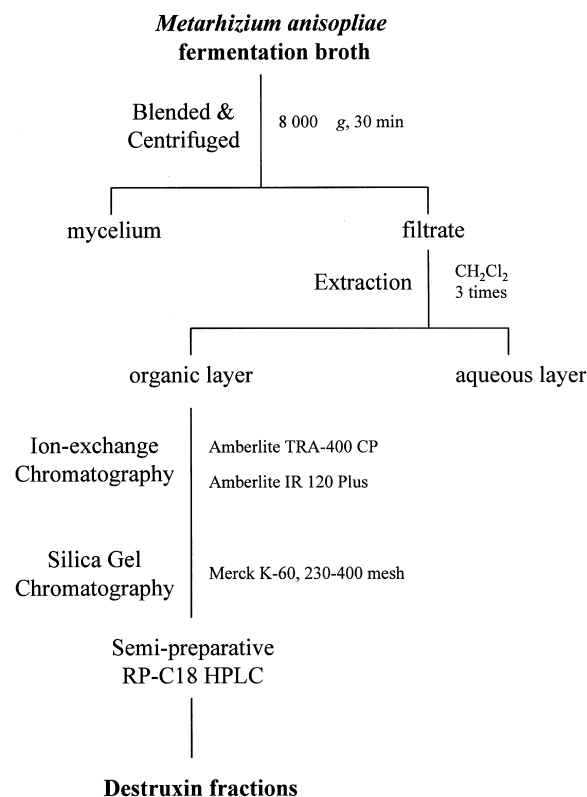 Metarhizium anisopliae
fermentation broth
Blended &
Centrifuged
8 000 g, 30 min
mycelium
filtrate
Extraction
CH₂Cl₂
3 times
organic layer
aqueous layer
Ion-exchange
Chromatography
Amberlite TRA-400 CP
Amberlite IR 120 Plus
Silica Gel
Chromatography
Merck K-60, 230-400 mesh
Semi-preparative
RP-C18 HPLC
Destruxin fractions